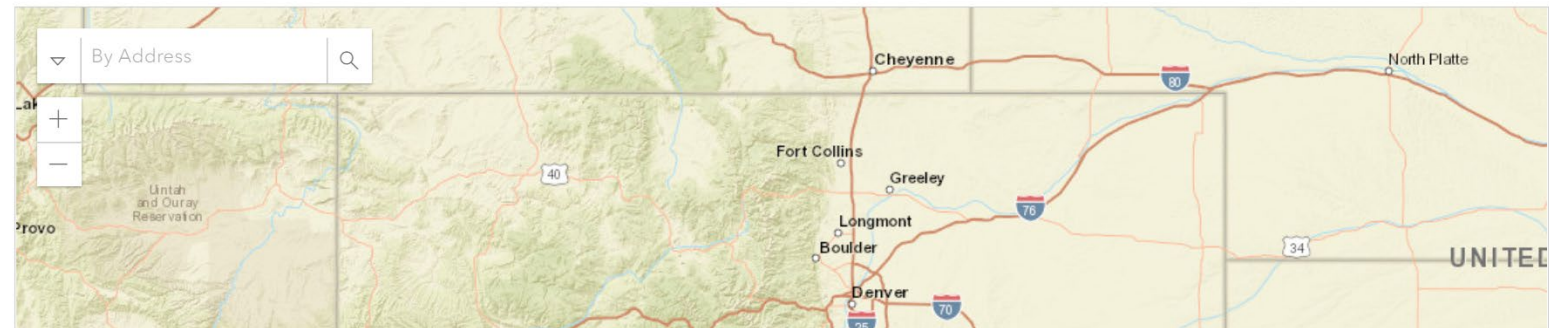 By Address
Cheyenne
North Platte
80
Lak
Fort Collins
40
Greeley
Uintah
and Ouray
Reservation
76
Longmont
Provo
Boulder
34
UNITED
Denver
70
25